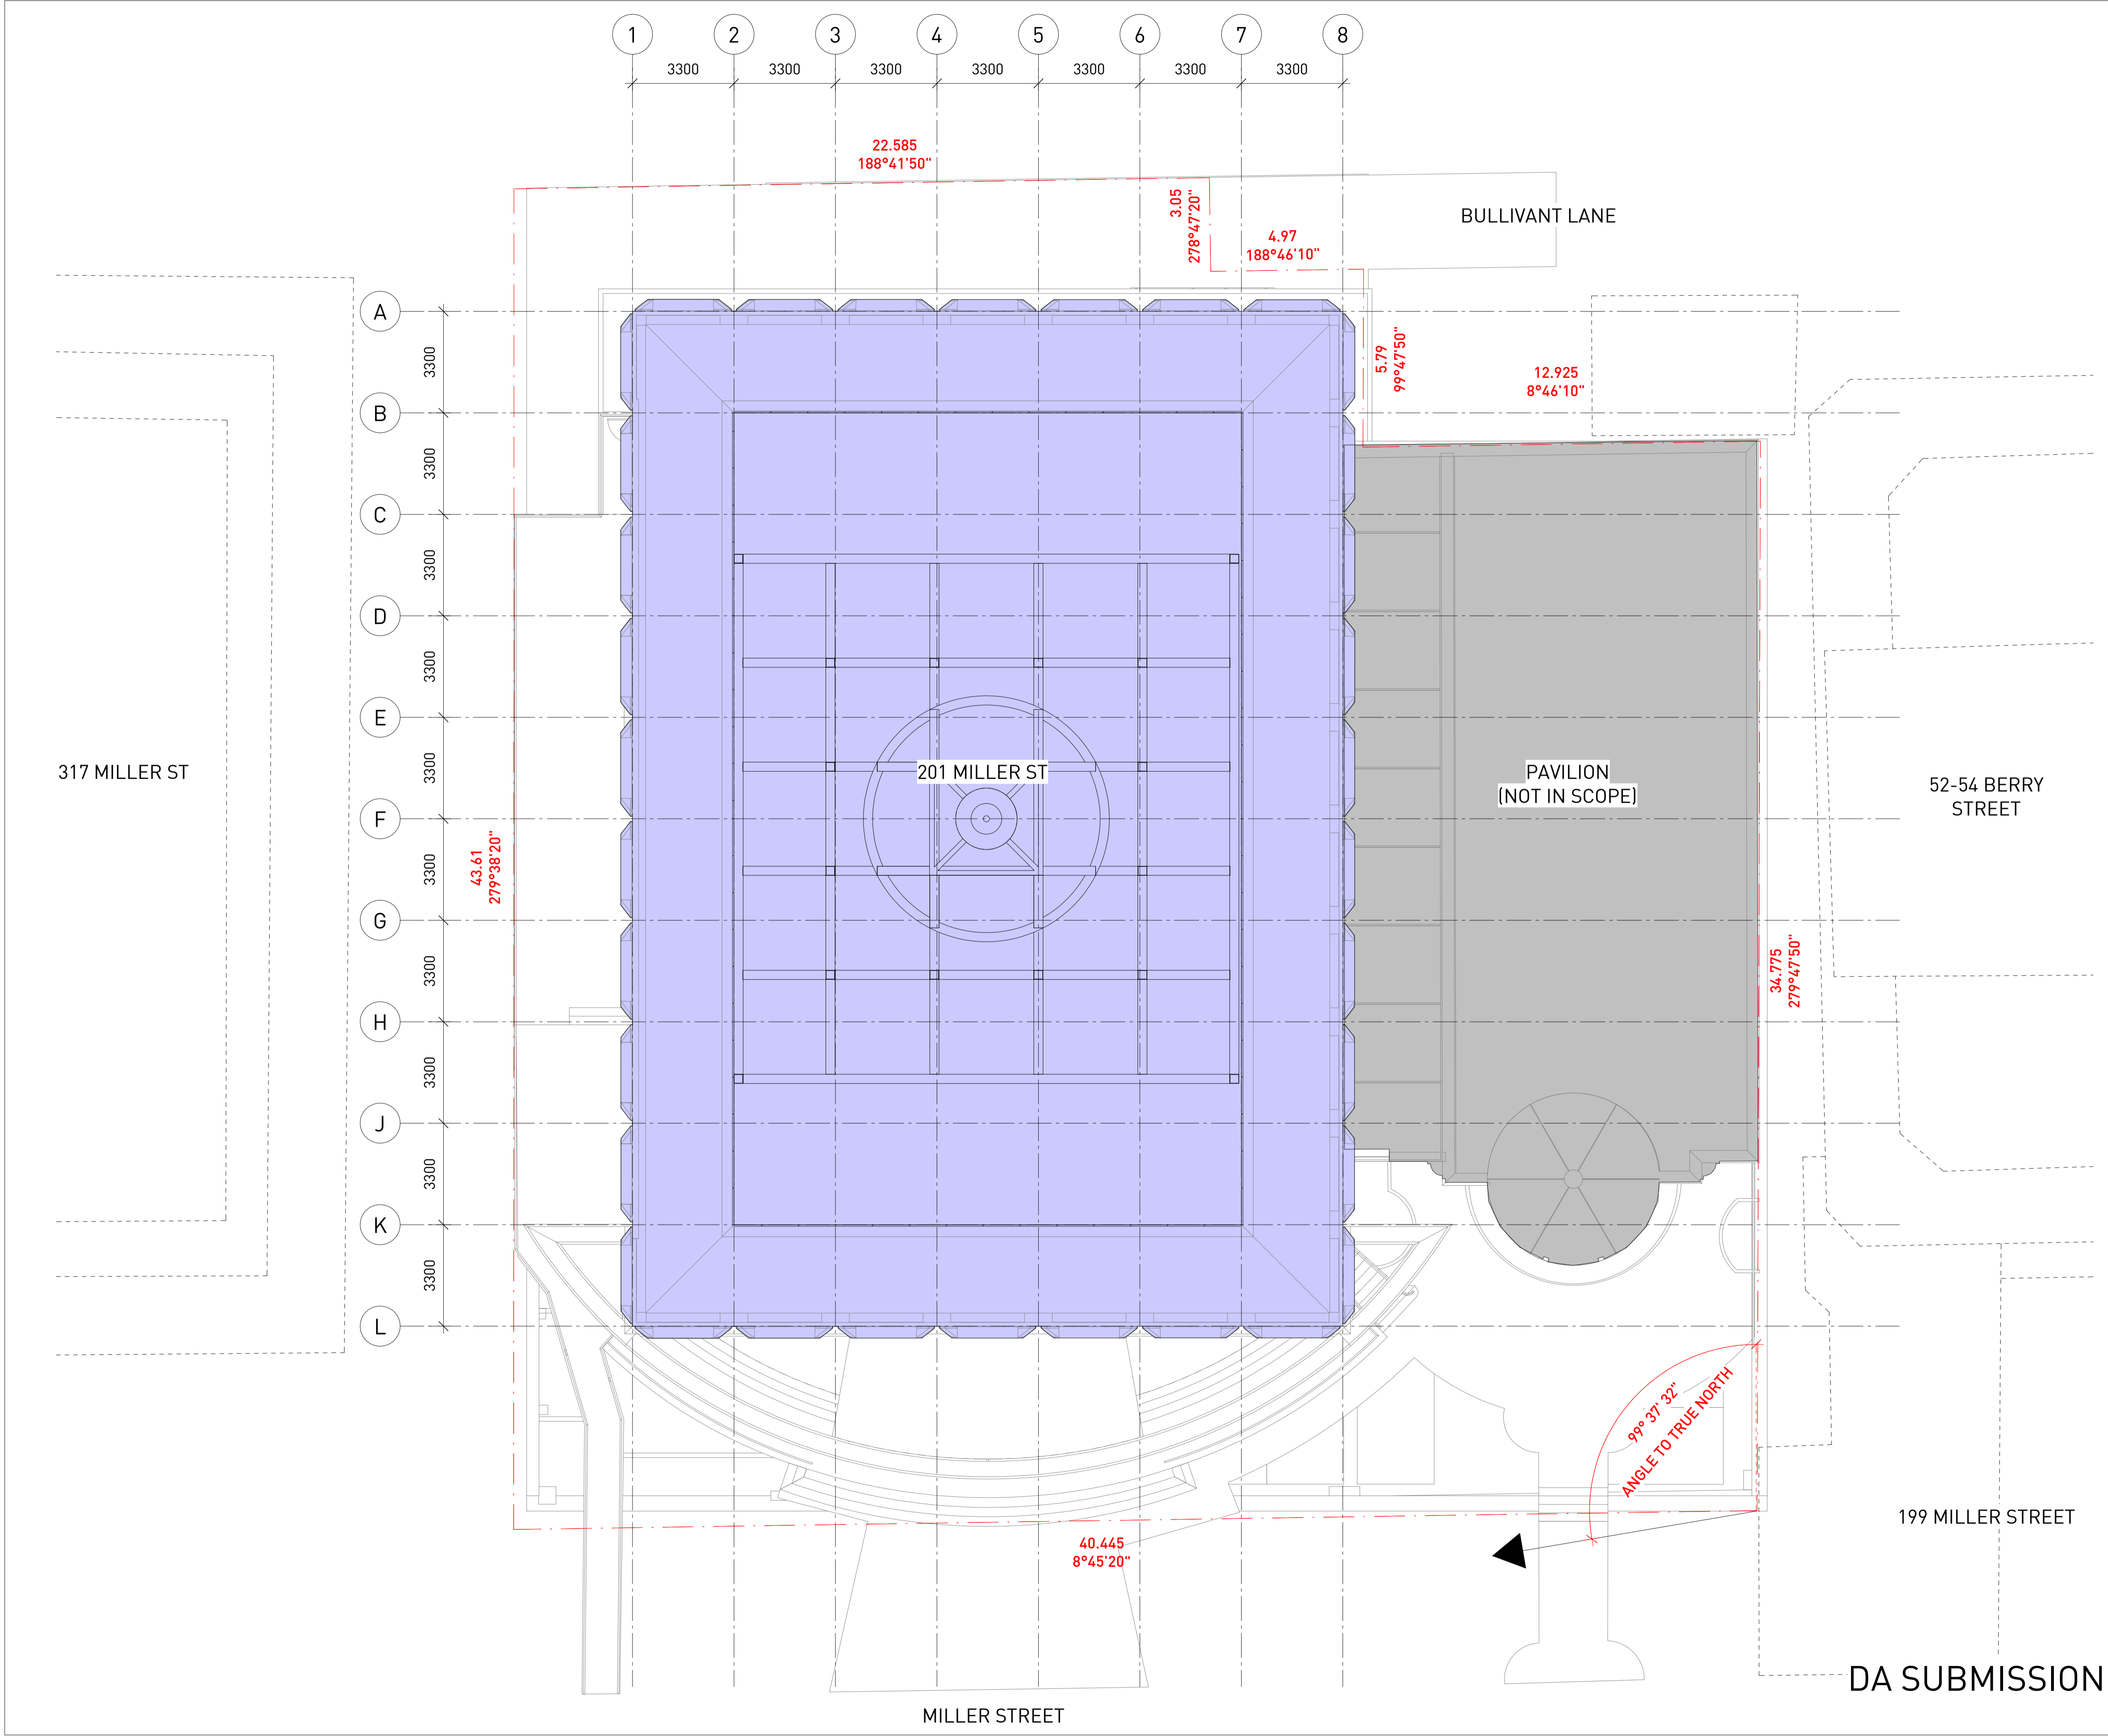 1 2 3 4 5 6 7 8
3300 3300 3300 3300 3300 3300 3300
22.585
188°41'50"
3.05
278°47'20"
4.97
188°46'10"
BULLIVANT LANE
A
3300
B
3300
C
3300
D
3300
E
3300
F
3300
G
3300
H
3300
J
3300
K
3300
L
5.79
99°47'50"
12.925
8°46'10"
317 MILLER ST
201 MILLER ST
PAVILION
(NOT IN SCOPE)
52-54 BERRY
STREET
43.61
279°38'20"
34.775
279°47'50"
99° 37' 32"
ANGLE TO TRUE NORTH
40.445
8°45'20"
199 MILLER STREET
DA SUBMISSION
MILLER STREET